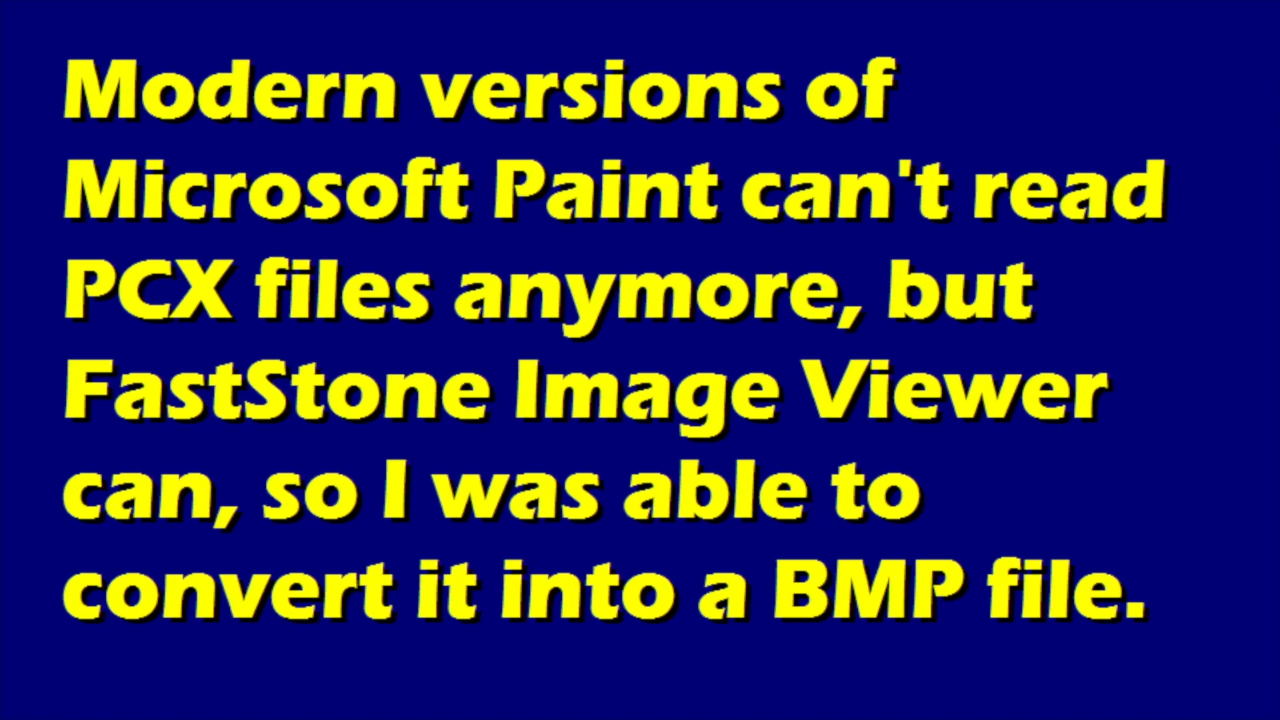 Modern versions of
Microsoft Paint can't read
PCX files anymore, but
FastStone Image Viewer
can, so I was able to
convert it into a BMP file.